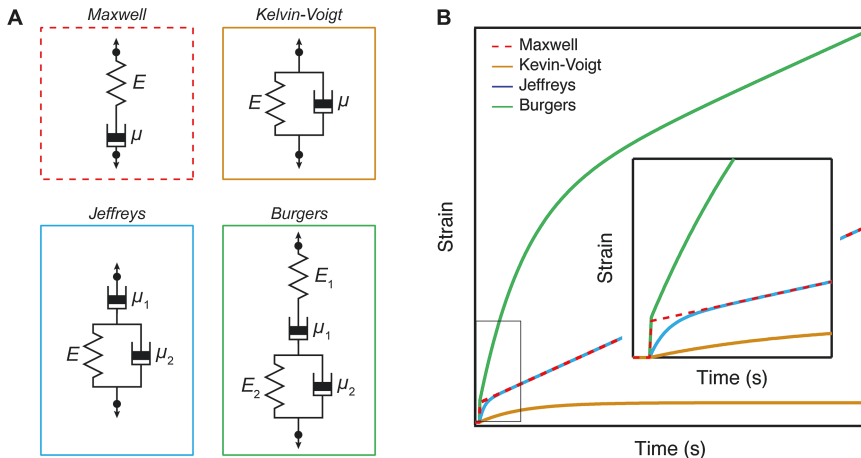 A
Maxwell
E
μ
Kelvin-Voigt
E
μ
Jeffreys
μ1
E
μ2
Burgers
E1
μ1
E2
μ2
B
Maxwell
Kevin-Voigt
Jeffreys
Burgers
Strain
Time (s)
Strain
Time (s)